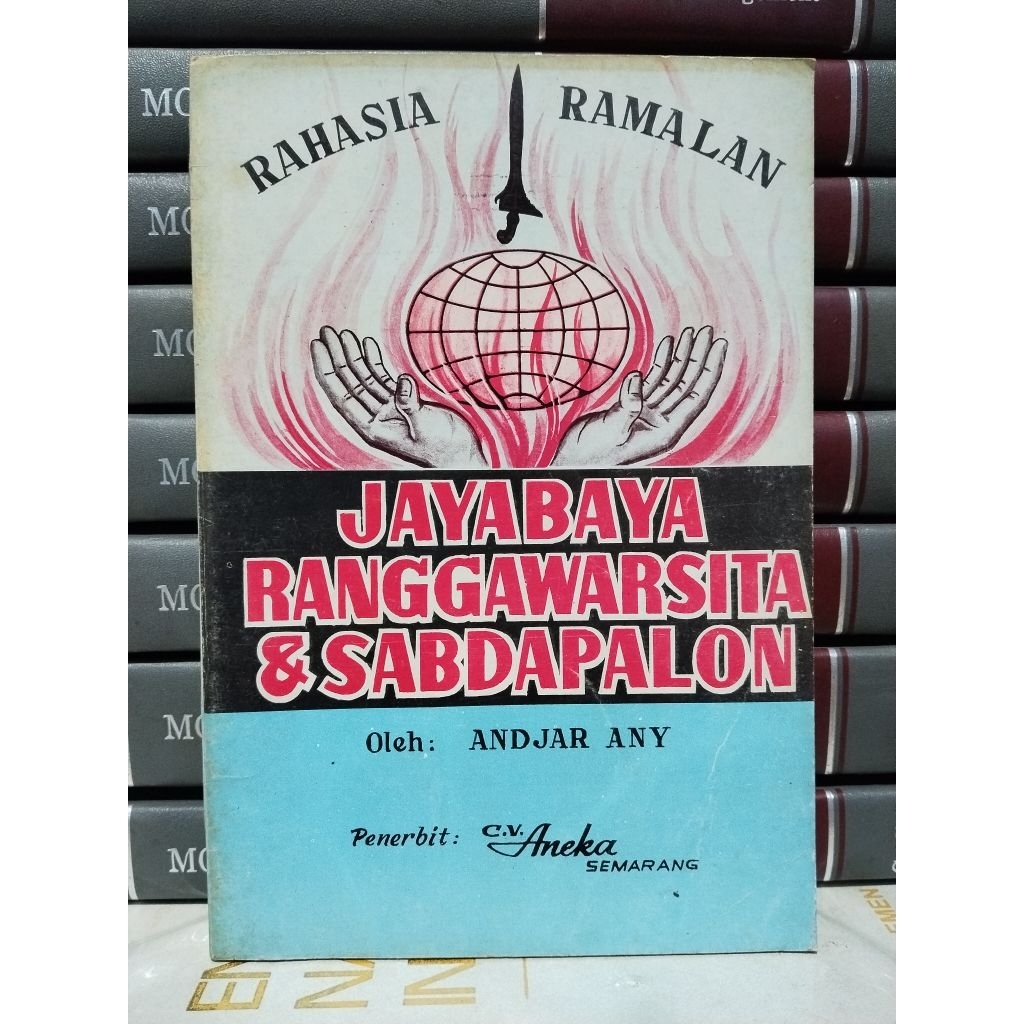 RAHASIA RAMALAN
JAYABAYA
RANGGAWARSITA
& SABDAPALON
Oleh: ANDJAR ANY
Penerbit: C.V. Aneka
SEMARANG